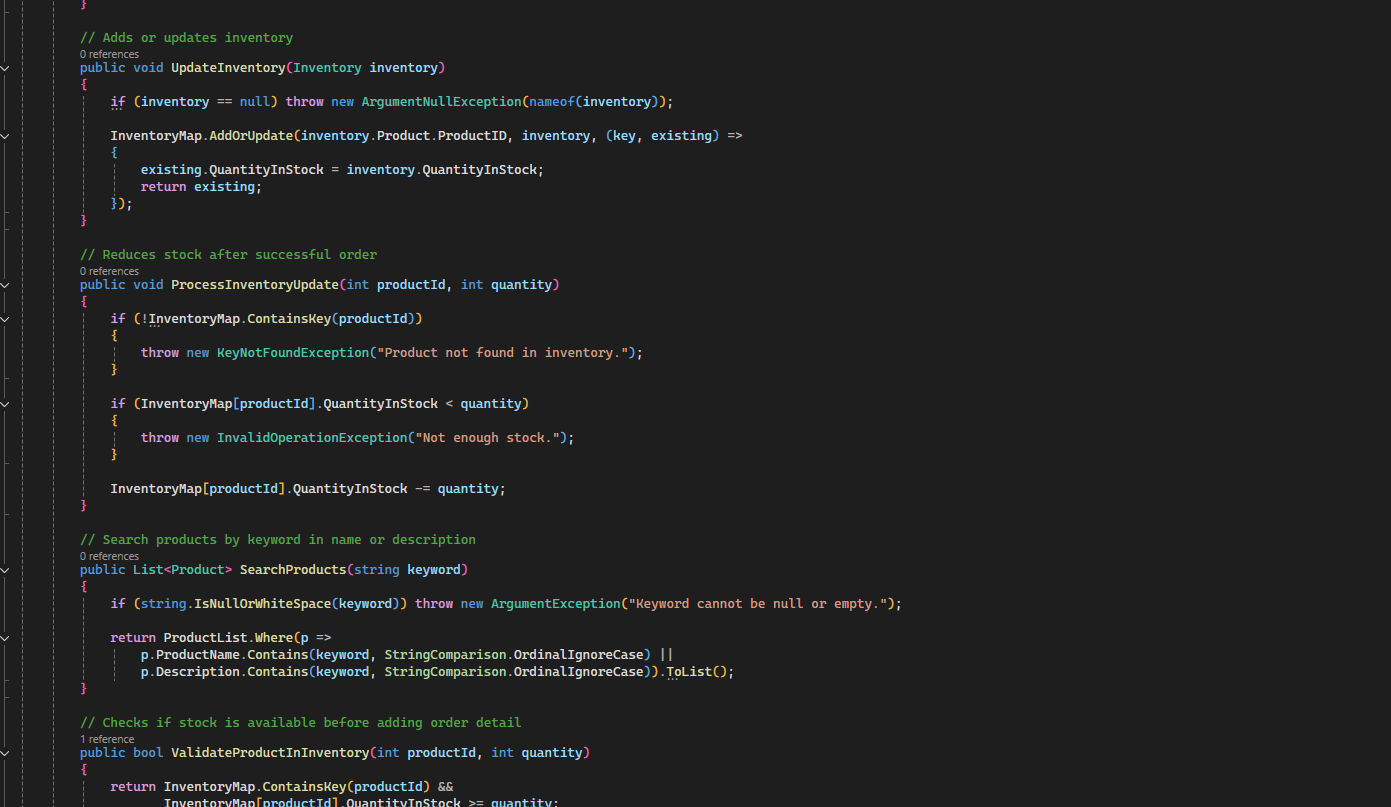 }
// Adds or updates inventory
0 references
public void UpdateInventory(Inventory inventory)
{
if (inventory == null) throw new ArgumentNullException(nameof(inventory));
InventoryMap.AddOrUpdate(inventory.Product.ProductID, inventory, (key, existing) =>
{
existing.QuantityInStock = inventory.QuantityInStock;
return existing;
});
}
// Reduces stock after successful order
0 references
public void ProcessInventoryUpdate(int productId, int quantity)
{
if (!InventoryMap.ContainsKey(productId))
{
throw new KeyNotFoundException("Product not found in inventory.");
}
if (InventoryMap[productId].QuantityInStock < quantity)
{
throw new InvalidOperationException("Not enough stock.");
}
InventoryMap[productId].QuantityInStock -= quantity;
}
// Search products by keyword in name or description
0 references
public List<Product> SearchProducts(string keyword)
{
if (string.IsNullOrWhiteSpace(keyword)) throw new ArgumentException("Keyword cannot be null or empty.");
return ProductList.Where(p =>
p.ProductName.Contains(keyword, StringComparison.OrdinalIgnoreCase) ||
p.Description.Contains(keyword, StringComparison.OrdinalIgnoreCase)).ToList();
}
// Checks if stock is available before adding order detail
1 reference
public bool ValidateProductInInventory(int productId, int quantity)
{
return InventoryMap.ContainsKey(productId) &&
InventoryMap[productId].QuantityInStock >= quantity;